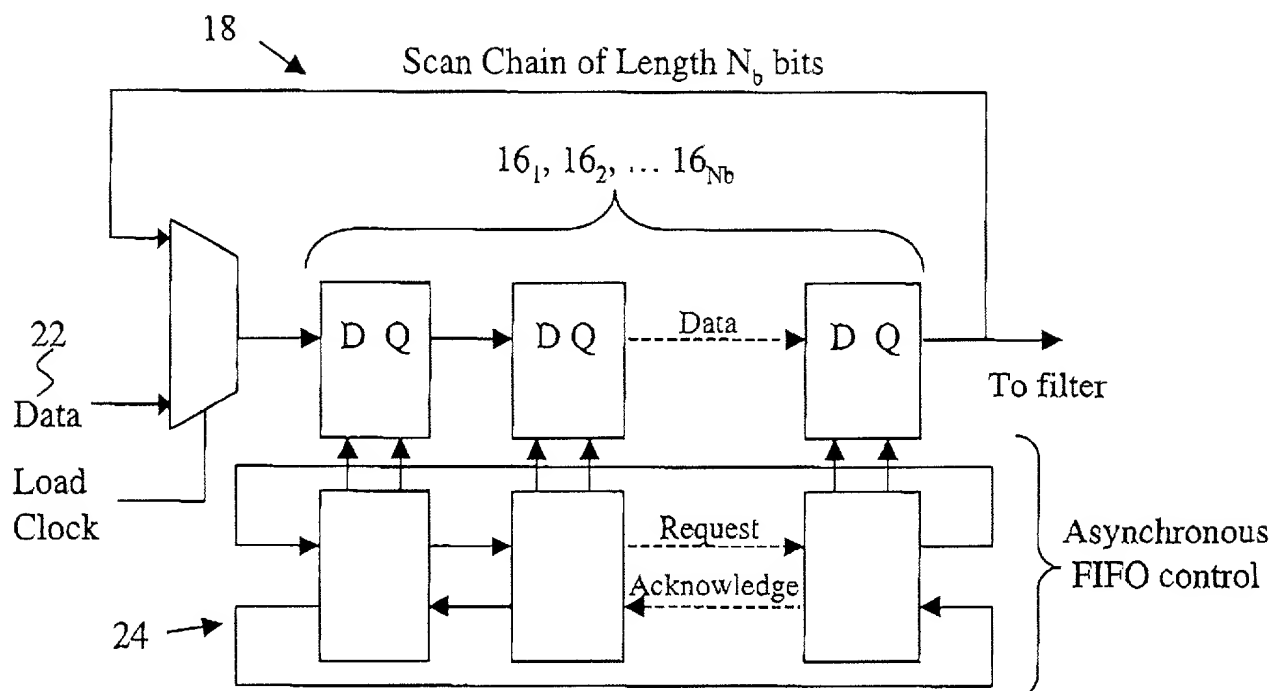 18
Scan Chain of Length N_b bits
16_1, 16_2, ... 16_Nb
22
Data
Load
Clock
D Q
D Q
Data
D Q
To filter
Request
Acknowledge
Asynchronous
FIFO control
24